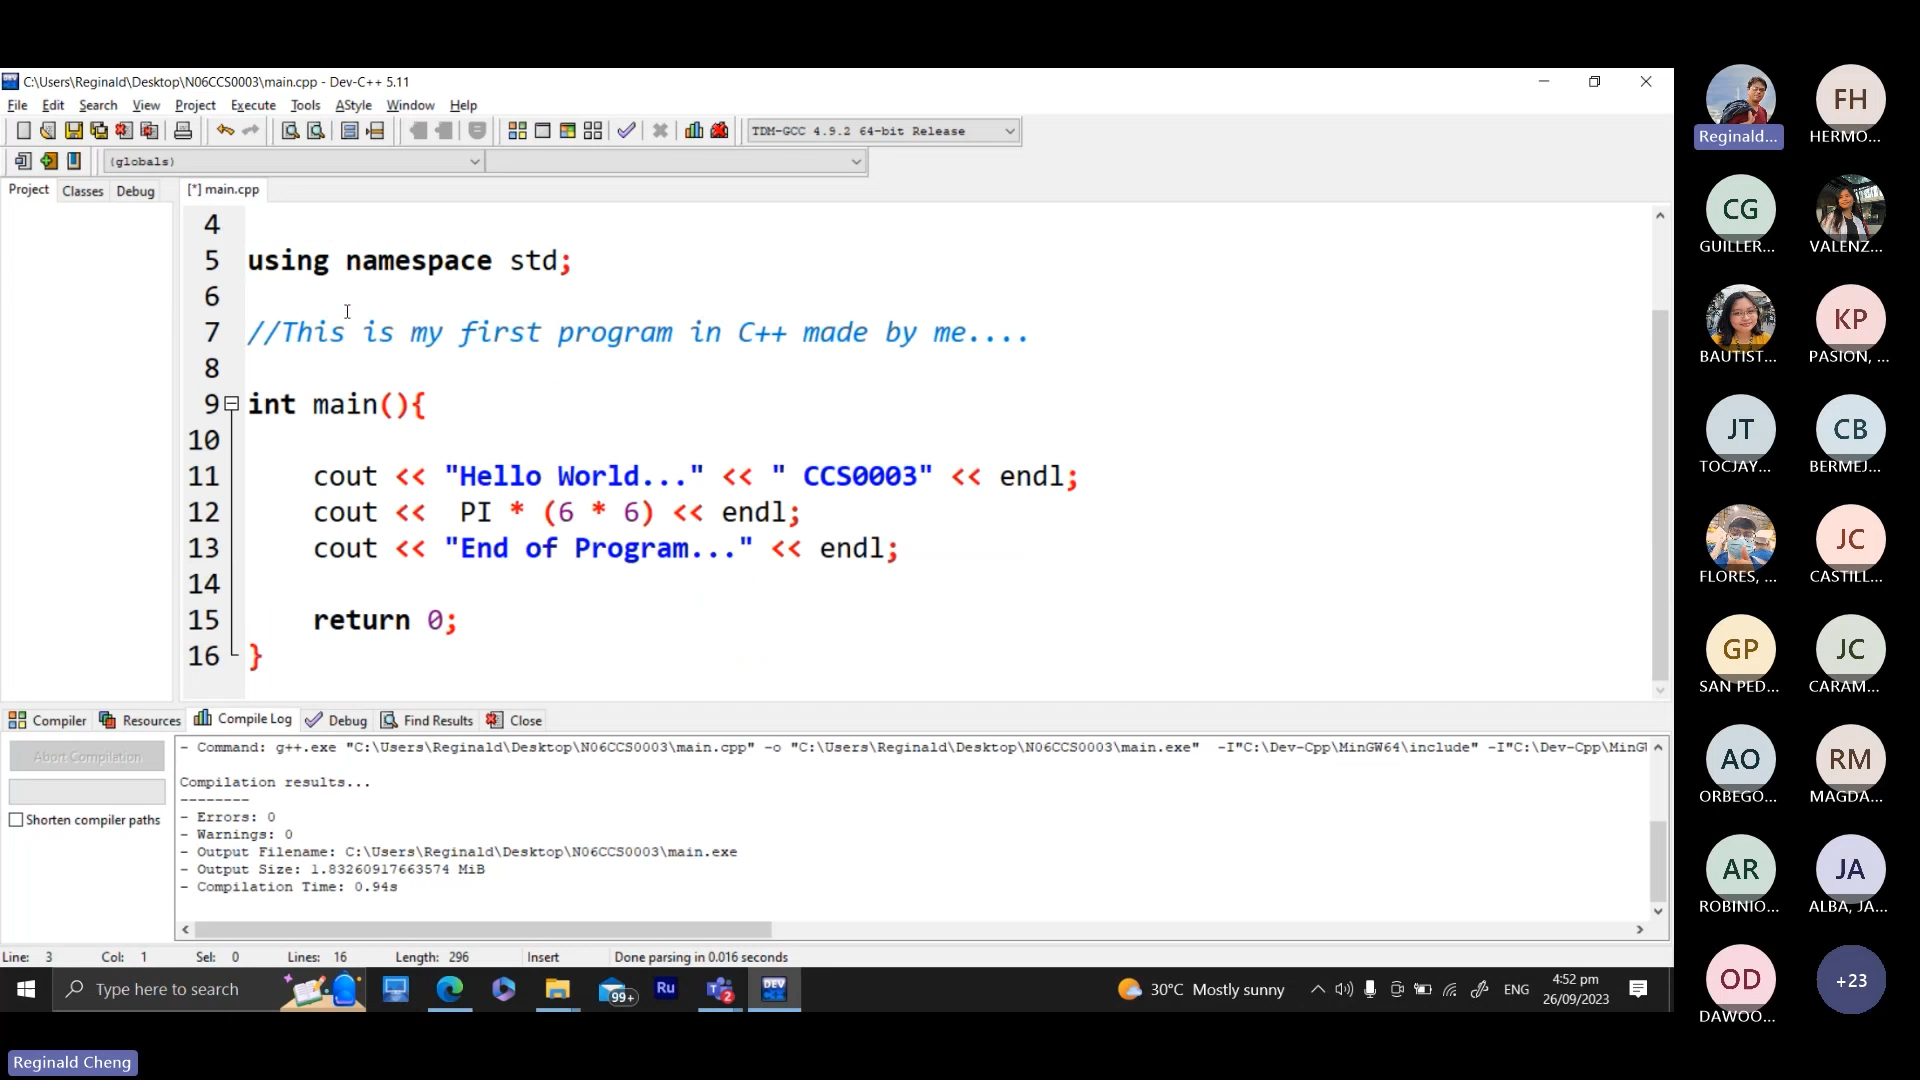 C:\Users\Reginald\Desktop\N06CCS0003\main.cpp - Dev-C++ 5.11
File Edit Search View Project Execute Tools AStyle Window Help
TDM-GCC 4.9.2 64-bit Release
(globals)
Project Classes Debug [*] main.cpp
4
5 using namespace std;
6
7 //This is my first program in C++ made by me....
8
9 int main(){
10
11 cout << "Hello World..." << " CCS0003" << endl;
12 cout << PI * (6 * 6) << endl;
13 cout << "End of Program..." << endl;
14
15 return 0;
16 }
Compiler Resources Compile Log Debug Find Results Close
Abort Compilation
Shorten compiler paths
- Command: g++.exe "C:\Users\Reginald\Desktop\N06CCS0003\main.cpp" -o "C:\Users\Reginald\Desktop\N06CCS0003\main.exe" -I"C:\Dev-Cpp\MinGW64\include" -I"C:\Dev-Cpp\MinG
Compilation results...
--------
- Errors: 0
- Warnings: 0
- Output Filename: C:\Users\Reginald\Desktop\N06CCS0003\main.exe
- Output Size: 1.83260917663574 MiB
- Compilation Time: 0.94s
Line: 3 Col: 1 Sel: 0 Lines: 16 Length: 296 Insert Done parsing in 0.016 seconds
Type here to search
99+
Ru
2
DEV
30°C Mostly sunny
ENG
4:52 pm
26/09/2023
Reginald Cheng
Reginald...
FH
HERMO...
CG
GUILLER...
VALENZ...
BAUTIST...
KP
PASION, ...
JT
TOCJAY...
CB
BERMEJ...
FLORES, ...
JC
CASTILL...
GP
SAN PED...
JC
CARAM...
AO
ORBEGO...
RM
MAGDA...
AR
ROBINIO...
JA
ALBA, JA...
OD
DAWOO...
+23